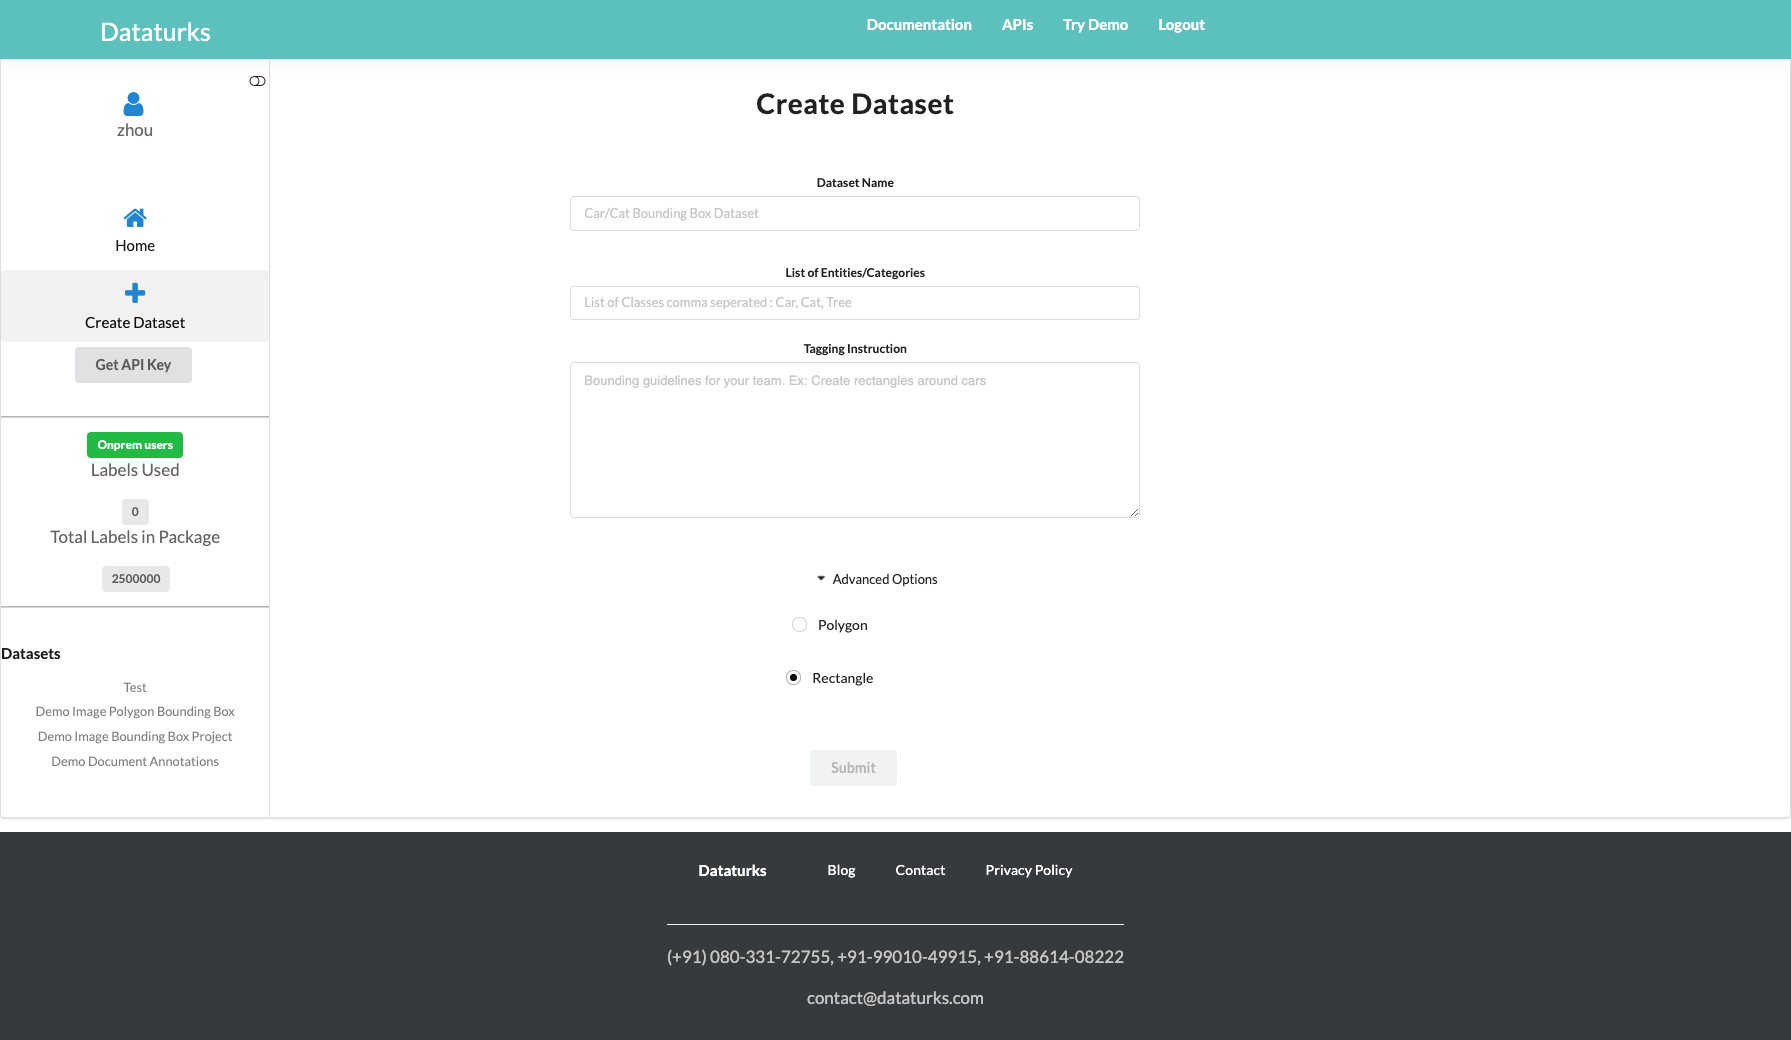 Dataturks
Documentation APIs Try Demo Logout
zhou
Home
Create Dataset
Get API Key
Onprem users
Labels Used
0
Total Labels in Package
2500000
Datasets
Test
Demo Image Polygon Bounding Box
Demo Image Bounding Box Project
Demo Document Annotations
Create Dataset
Dataset Name
Car/Cat Bounding Box Dataset
List of Entities/Categories
List of Classes comma seperated : Car, Cat, Tree
Tagging Instruction
Bounding guidelines for your team. Ex: Create rectangles around cars
Advanced Options
Polygon
Rectangle
Submit
Dataturks Blog Contact Privacy Policy
(+91) 080-331-72755, +91-99010-49915, +91-88614-08222
contact@dataturks.com